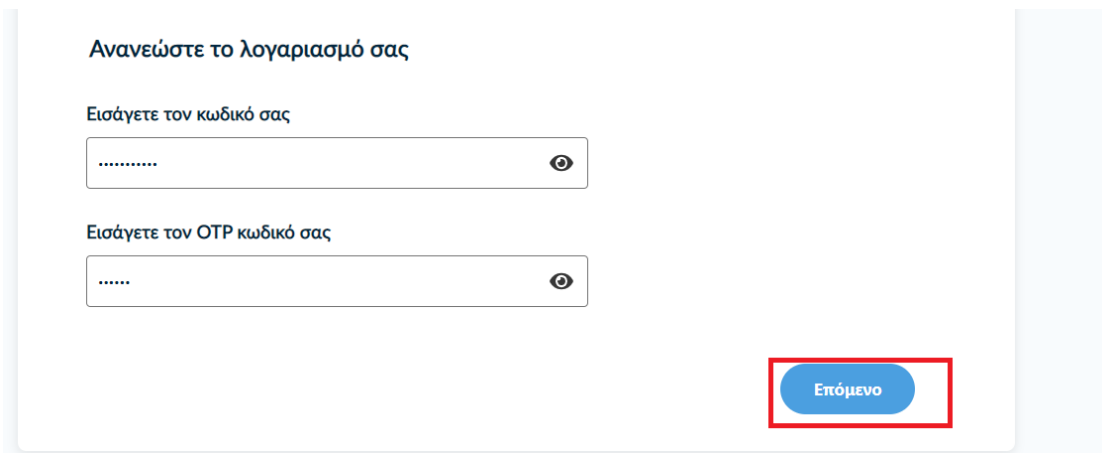 Ανανεώστε το λογαριασμό σας
Εισάγετε τον κωδικό σας
...........
Εισάγετε τον OTP κωδικό σας
......
Επόμενο